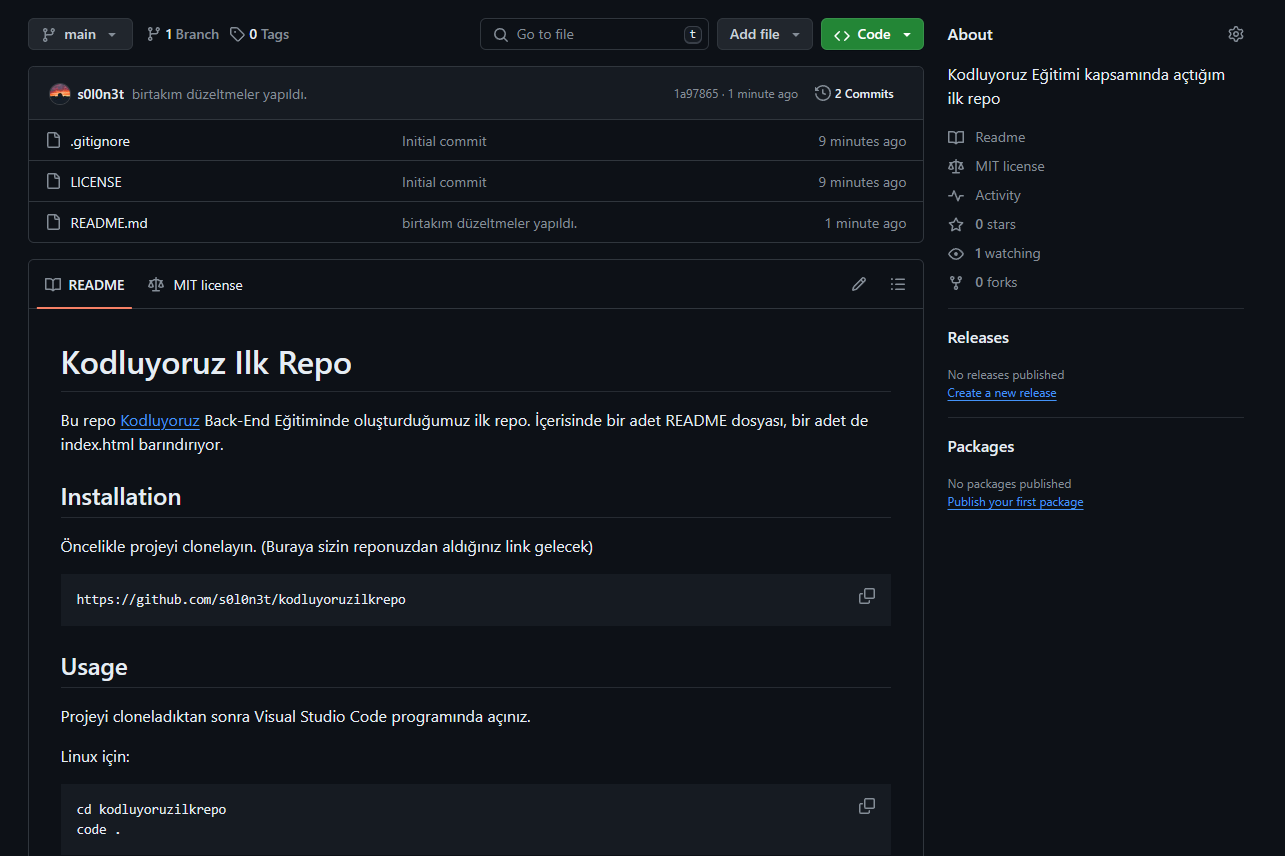 main
1 Branch
0 Tags
Go to file
t
Add file
Code
s0l0n3t birtakım düzeltmeler yapıldı.
1a97865 · 1 minute ago
2 Commits
.gitignore
Initial commit
9 minutes ago
LICENSE
Initial commit
9 minutes ago
README.md
birtakım düzeltmeler yapıldı.
1 minute ago
README
MIT license
Kodluyoruz Ilk Repo
Bu repo Kodluyoruz Back-End Eğitiminde oluşturduğumuz ilk repo. İçerisinde bir adet README dosyası, bir adet de
index.html barındırıyor.
Installation
Öncelikle projeyi clonelayın. (Buraya sizin reponuzdan aldığınız link gelecek)
https://github.com/s0l0n3t/kodluyoruzilkrepo
Usage
Projeyi cloneladıktan sonra Visual Studio Code programında açınız.
Linux için:
cd kodluyoruzilkrepo
code .
About
Kodluyoruz Eğitimi kapsamında açtığım
ilk repo
Readme
MIT license
Activity
0 stars
1 watching
0 forks
Releases
No releases published
Create a new release
Packages
No packages published
Publish your first package